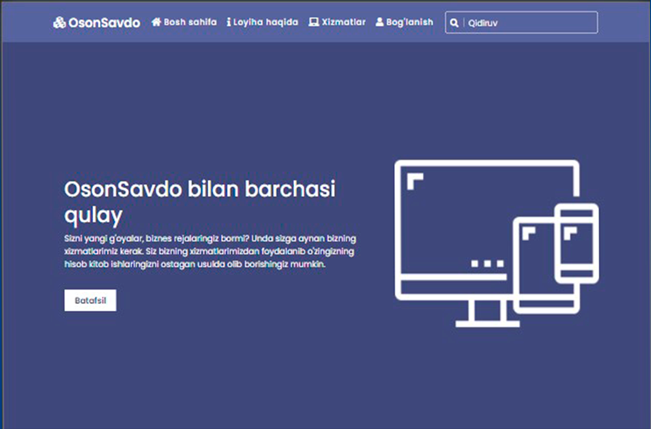 OsonSavdo Bosh sahifa Loyiha haqida Xizmatlar Bog'lanish Qidiruv
OsonSavdo bilan barchasi
qulay
Sizni yangi g'oyalar, biznes rejalaringiz bormi? Unda sizga aynan bizning
xizmatlarimiz kerak. Siz bizning xizmatlarimizdan foydalanib o'zingizning
hisob kitob ishlaringizni ostagan usulda olib borishingiz mumkin.
Batafsil